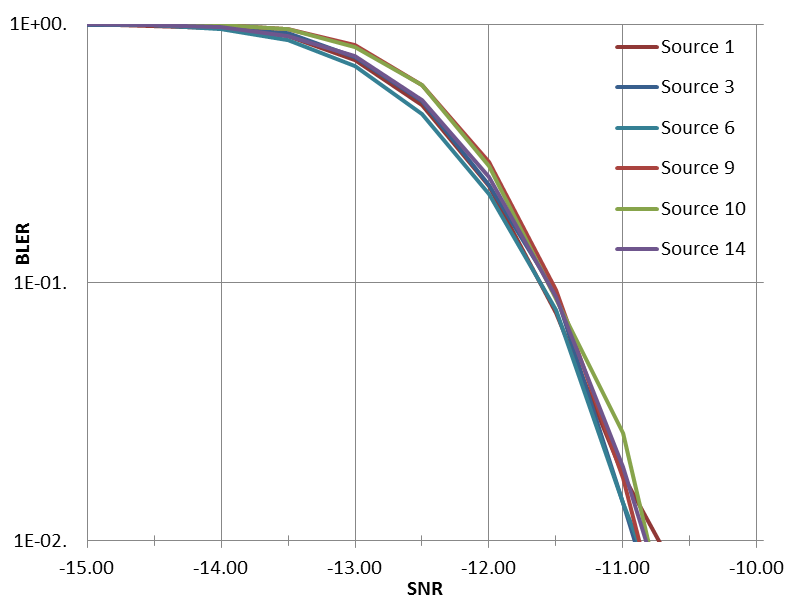 1E+00.
Source 1
Source 3
Source 6
Source 9
Source 10
Source 14
BLER
1E-01.
1E-02.
-15.00 -14.00 -13.00 -12.00 -11.00 -10.00
SNR